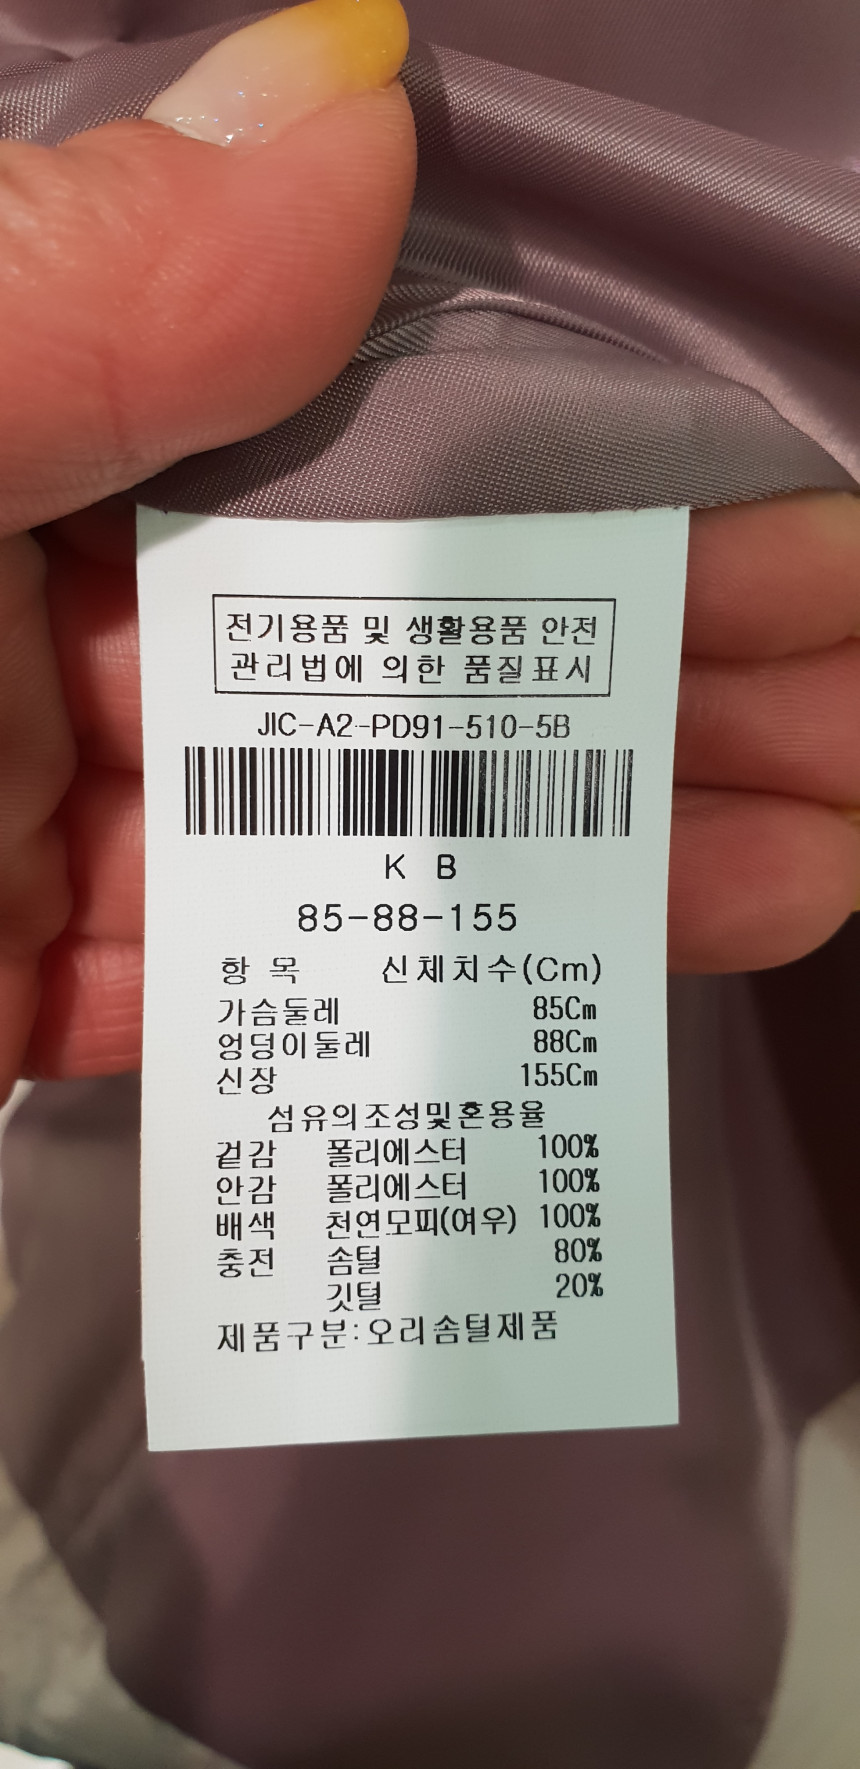 전기용품 및 생활용품 안전
관리법에 의한 품질표시
JIC-A2-PD91-510-5B
K B
85-88-155
항 목 신체치수(Cm)
가슴둘레 85Cm
엉덩이둘레 88Cm
신장 155Cm
섬유의조성및혼용율
겉감 폴리에스터 100%
안감 폴리에스터 100%
배색 천연모피(여우) 100%
충전 솜털 80%
깃털 20%
제품구분:오리솜털제품